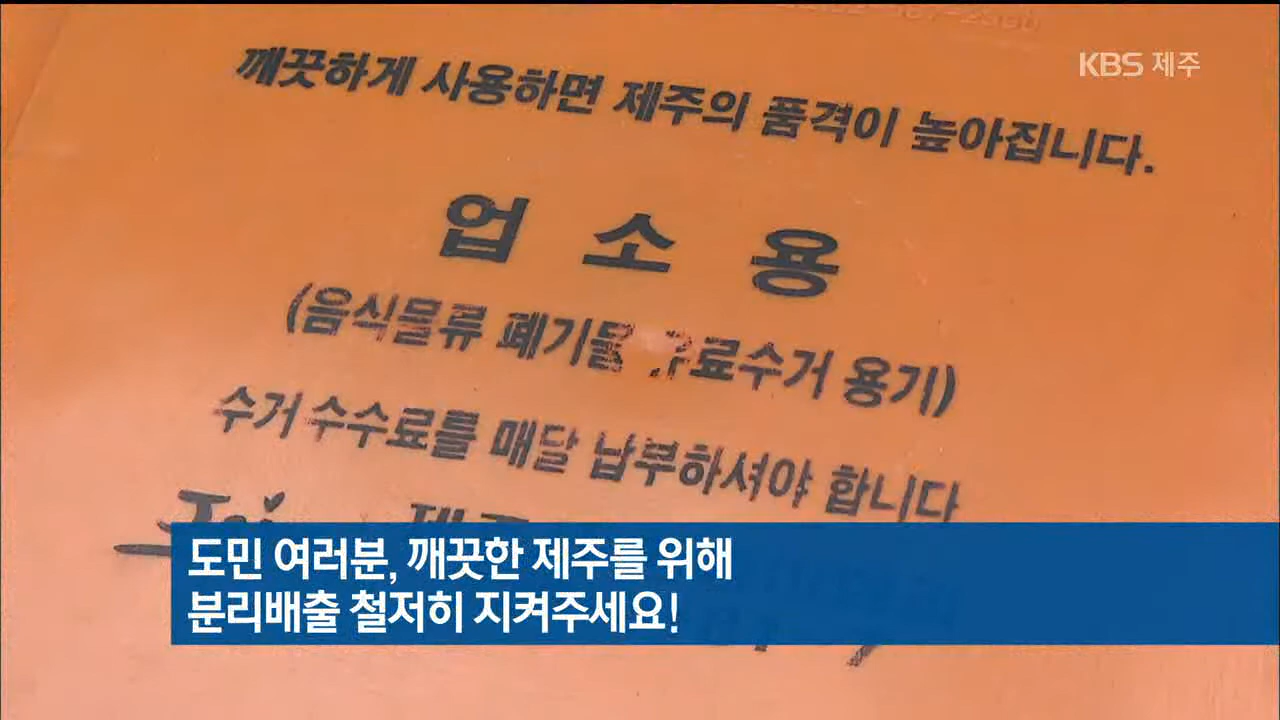 KBS 제주
깨끗하게 사용하면 제주의 품격이 높아집니다.
업소용
(음식물류 폐기물 료수거 용기)
수거 수수료를 매달 납부하셔야 합니다
도민 여러분, 깨끗한 제주를 위해
분리배출 철저히 지켜주세요!